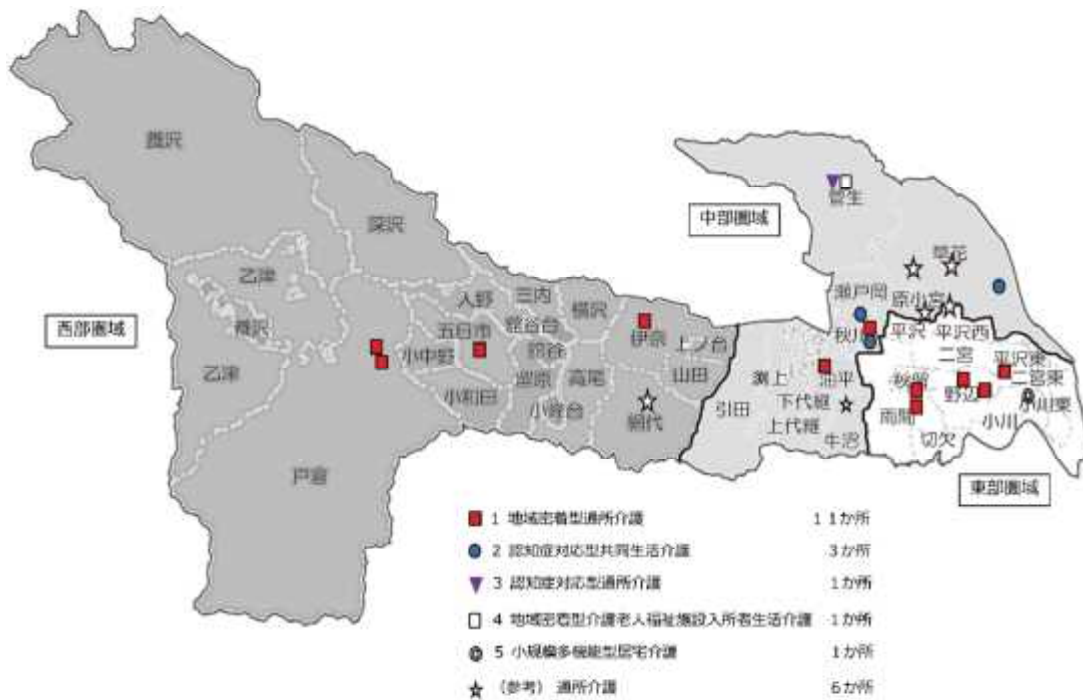 養沢
深沢
乙津
養沢
乙津
戸倉
西部圏域
入野
三内
横沢
五日市
舘谷台
舘谷
小中野
小和田
留原
高尾
小峰台
伊奈
上ノ台
山田
網代
中部圏域
菅生
草花
瀬戸岡
原小宮
平沢
平沢西
秋川
渕上
油平
引田
下代継
上代継
牛沼
二宮
平沢東
二宮東
秋留
野辺
小川東
雨間
小川
切欠
東部圏域
1 地域密着型通所介護 11か所
2 認知症対応型共同生活介護 3か所
3 認知症対応型通所介護 1か所
4 地域密着型介護老人福祉施設入所者生活介護 1か所
5 小規模多機能型居宅介護 1か所
(参考) 通所介護 6か所